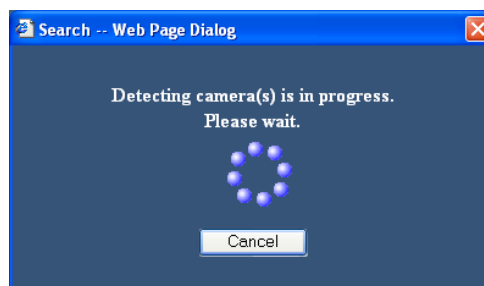 Search -- Web Page Dialog
Detecting camera(s) is in progress.
Please wait.
Cancel